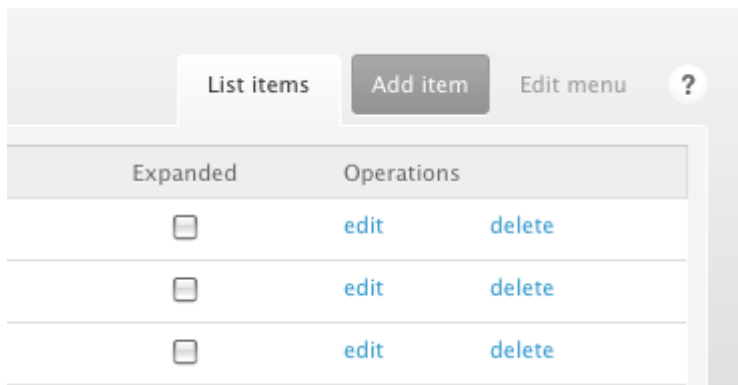 List items Add item Edit menu ?
Expanded Operations
edit delete
edit delete
edit delete